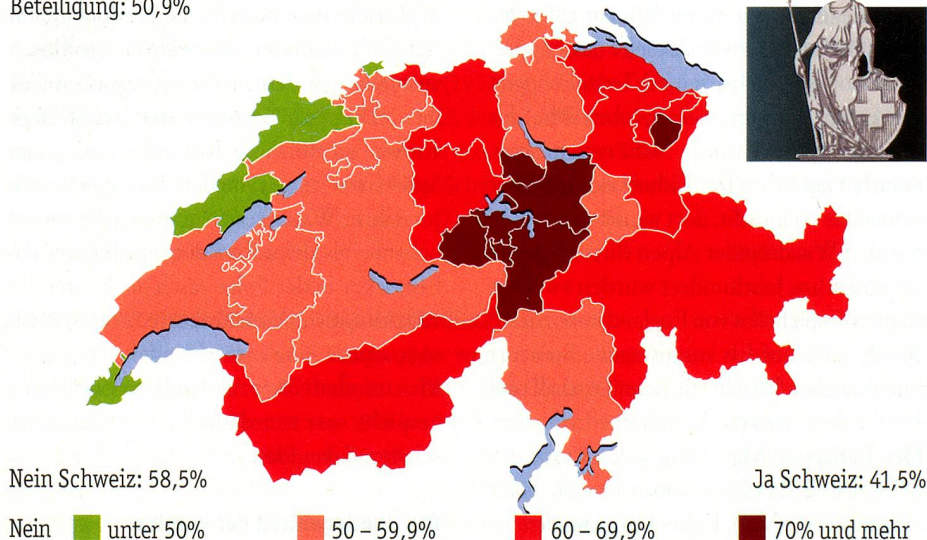 Beteiligung: 50,9%
Nein Schweiz: 58,5%
Ja Schweiz: 41,5%
Nein unter 50% 50 – 59,9% 60 – 69,9% 70% und mehr